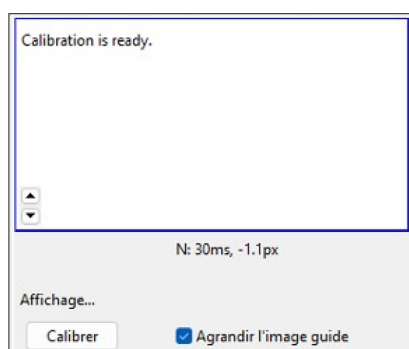 Calibration is ready.
N: 30ms, -1.1px
Affichage...
Calibrer
Agrandir l'image guide